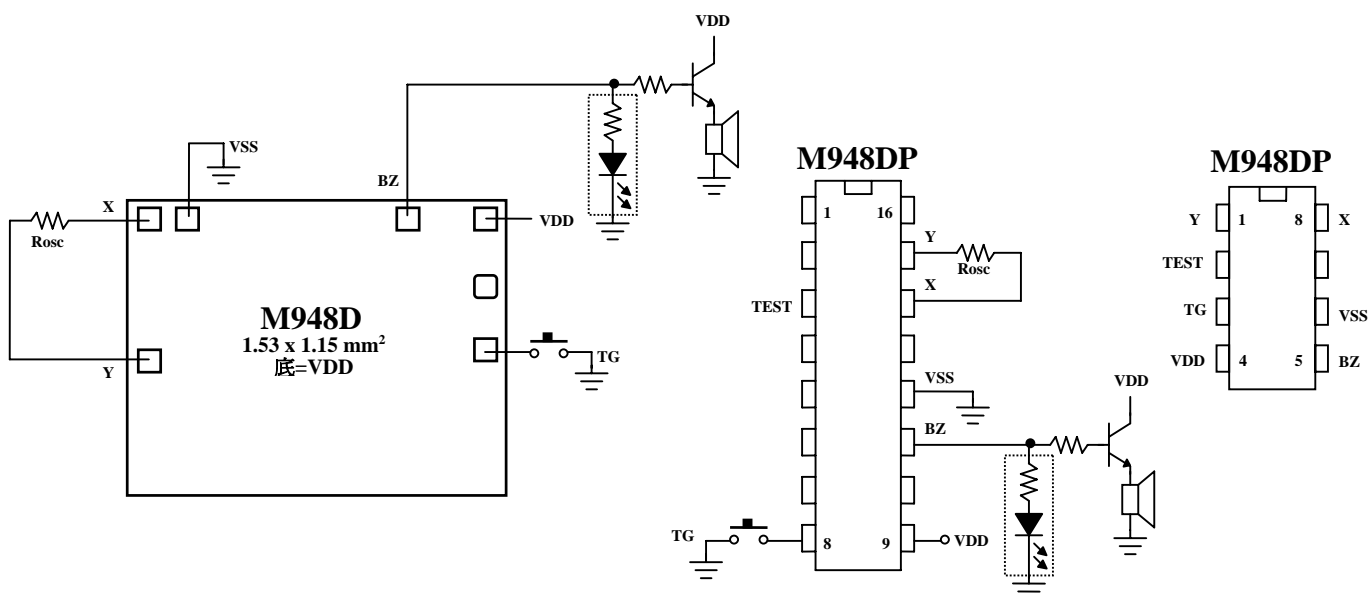 VDD
VSS
BZ
X
Rosc
VDD
M948D
1.53 x 1.15 mm²
底=VDD
Y
TG
M948DP
1
16
Y
Rosc
X
TEST
VSS
BZ
VDD
TG
8
9
VDD
M948DP
Y
1
8
X
TEST
TG
VSS
VDD
4
5
BZ